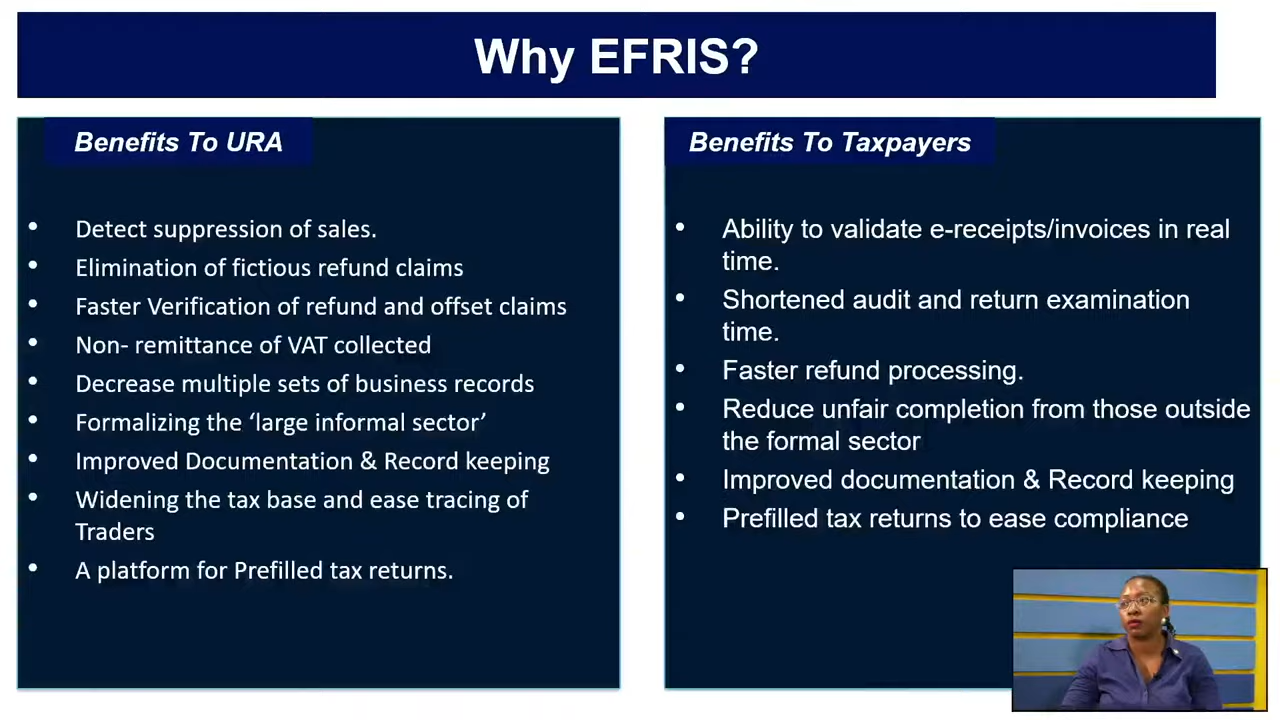 Why EFRIS?
Benefits To URA
• Detect suppression of sales.
• Elimination of fictious refund claims
• Faster Verification of refund and offset claims
• Non- remittance of VAT collected
• Decrease multiple sets of business records
• Formalizing the ‘large informal sector’
• Improved Documentation & Record keeping
• Widening the tax base and ease tracing of
Traders
• A platform for Prefilled tax returns.
Benefits To Taxpayers
• Ability to validate e-receipts/invoices in real
time.
• Shortened audit and return examination
time.
• Faster refund processing.
• Reduce unfair completion from those outside
the formal sector
• Improved documentation & Record keeping
• Prefilled tax returns to ease compliance